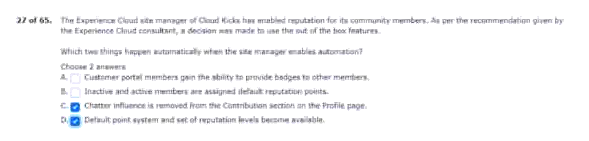 27 of 65. The Experience Cloud site manager of Cloud Kicks has enabled reputation for its community members. As per the recommendation given by
the Experience Cloud consultant, a decision was made to use the out of the box features.
Which two things happen automatically when the site manager enables automation?
Choose 2 answers
A. Customer portal members gain the ability to provide badges to other members.
B. Inactive and active members are assigned default reputation points.
C. Chatter influence is removed from the Contribution section on the Profile page.
D. Default point system and set of reputation levels become available.